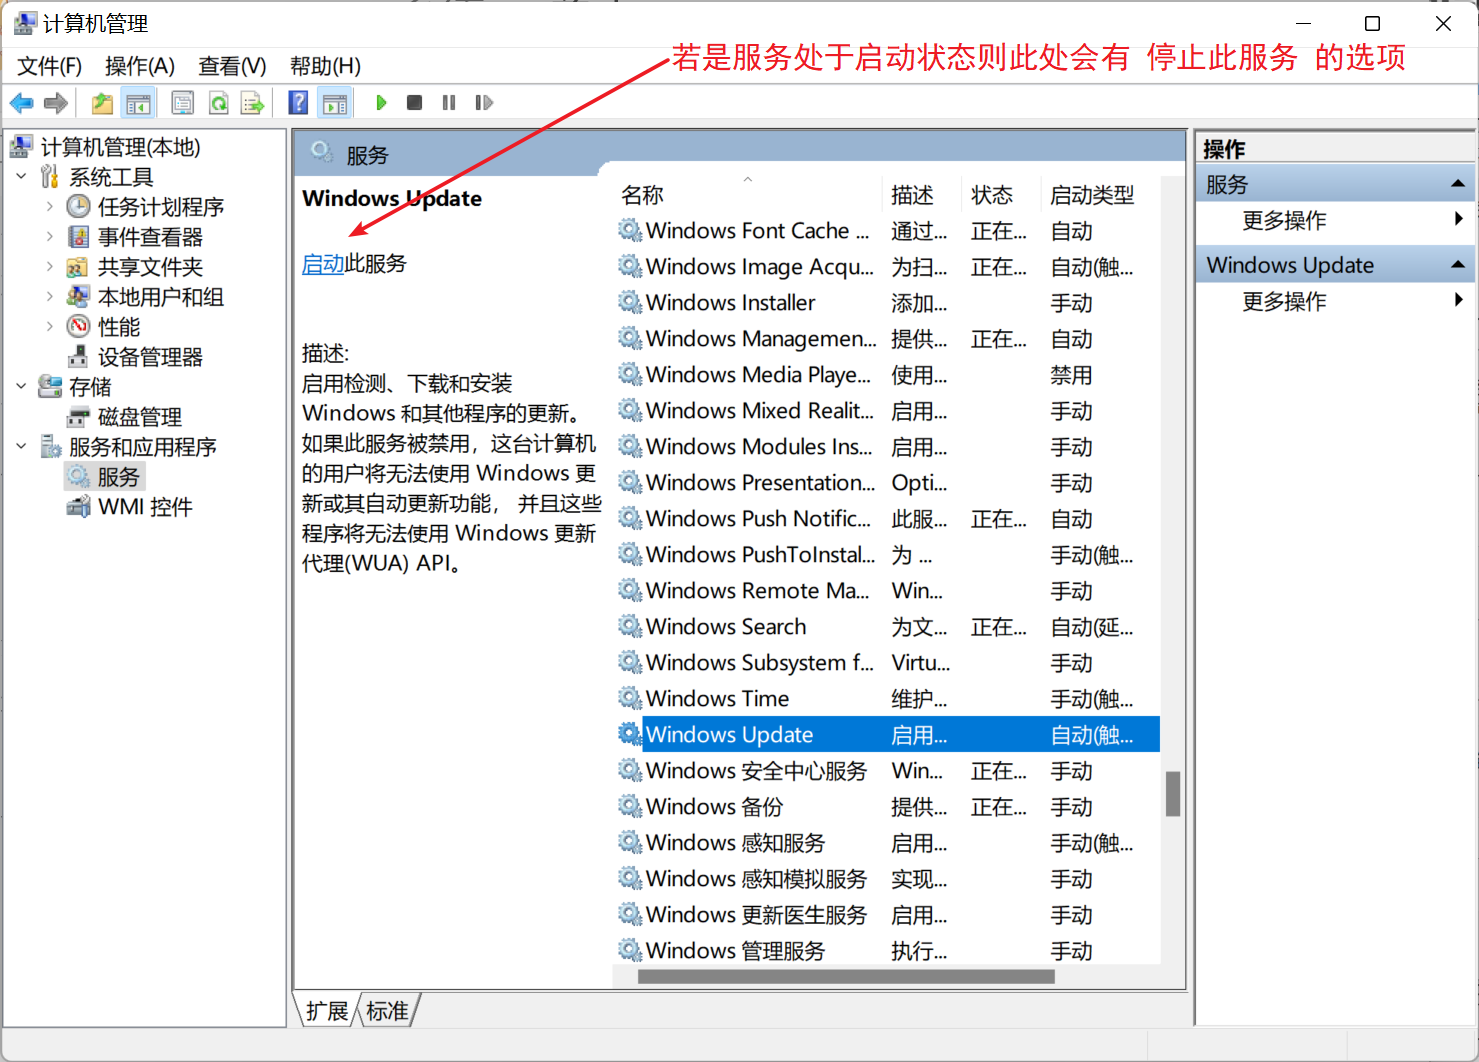 计算机管理
文件(F) 操作(A) 查看(V) 帮助(H)
若是服务处于启动状态则此处会有 停止此服务 的选项
计算机管理(本地)
系统工具
任务计划程序
事件查看器
共享文件夹
本地用户和组
性能
设备管理器
存储
磁盘管理
服务和应用程序
服务
WMI 控件
服务
Windows Update
启动此服务
描述:
启用检测、下载和安装
Windows 和其他程序的更新。
如果此服务被禁用，这台计算机
的用户将无法使用 Windows 更
新或其自动更新功能， 并且这些
程序将无法使用 Windows 更新
代理(WUA) API。
名称 描述 状态 启动类型
Windows Font Cache ... 通过... 正在... 自动
Windows Image Acqu... 为扫... 正在... 自动(触...
Windows Installer 添加... 手动
Windows Managemen... 提供... 正在... 自动
Windows Media Playe... 使用... 禁用
Windows Mixed Realit... 启用... 手动
Windows Modules Ins... 启用... 手动
Windows Presentation... Opti... 手动
Windows Push Notific... 此服... 正在... 自动
Windows PushToInstal... 为 ... 手动(触...
Windows Remote Ma... Win... 手动
Windows Search 为文... 正在... 自动(延...
Windows Subsystem f... Virtu... 手动
Windows Time 维护... 手动(触...
Windows Update 启用... 自动(触...
Windows 安全中心服务 Win... 正在... 手动
Windows 备份 提供... 正在... 手动
Windows 感知服务 启用... 手动(触...
Windows 感知模拟服务 实现... 手动
Windows 更新医生服务 启用... 手动
Windows 管理服务 执行... 手动
扩展 标准
操作
服务
更多操作
Windows Update
更多操作